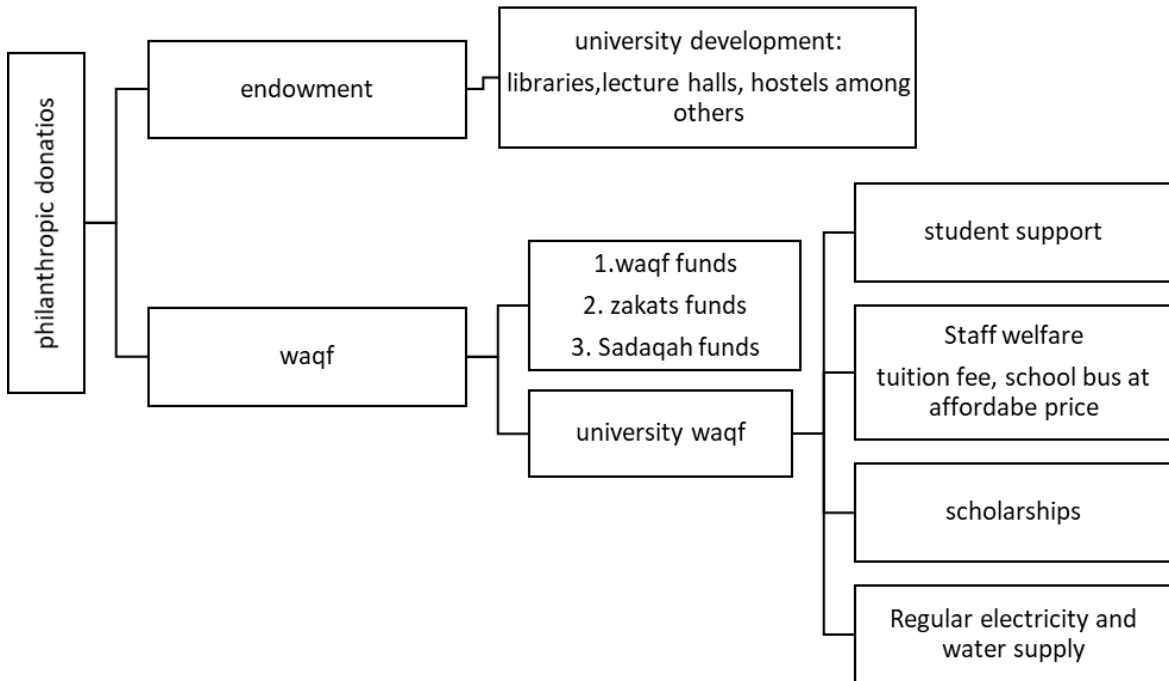 philanthropic donatios
endowment
university development:
libraries,lecture halls, hostels among
others
waqf
1.waqf funds
2. zakats funds
3. Sadaqah funds
university waqf
student support
Staff welfare
tuition fee, school bus at
affordabe price
scholarships
Regular electricity and
water supply